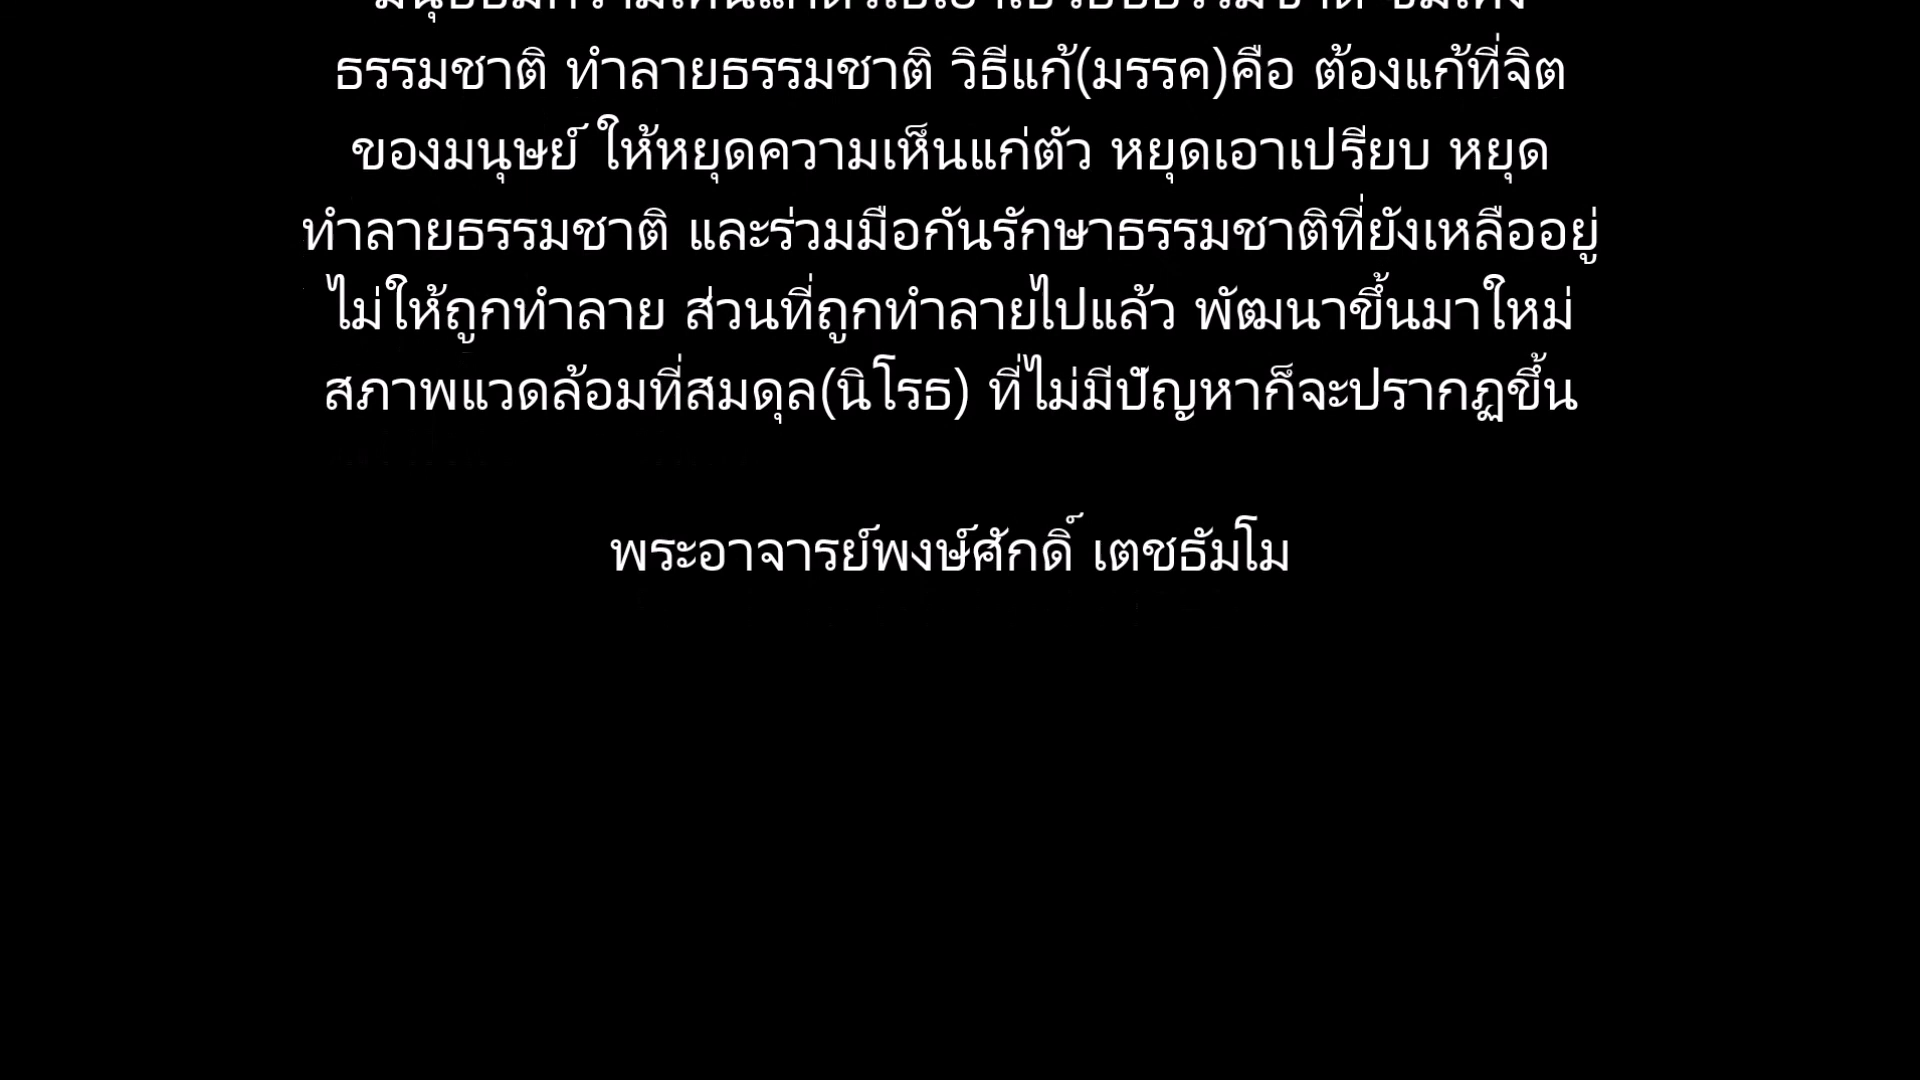 ธรรมชาติ ทำลายธรรมชาติ วิธีแก้(มรรค)คือ ต้องแก้ที่จิต
ของมนุษย์ ให้หยุดความเห็นแก่ตัว หยุดเอาเปรียบ หยุด
ทำลายธรรมชาติ และร่วมมือกันรักษาธรรมชาติที่ยังเหลืออยู่
ไม่ให้ถูกทำลาย ส่วนที่ถูกทำลายไปแล้ว พัฒนาขึ้นมาใหม่
สภาพแวดล้อมที่สมดุล(นิโรธ) ที่ไม่มีปัญหาก็จะปรากฏขึ้น
พระอาจารย์พงษ์ศักดิ์ เตชธัมโม